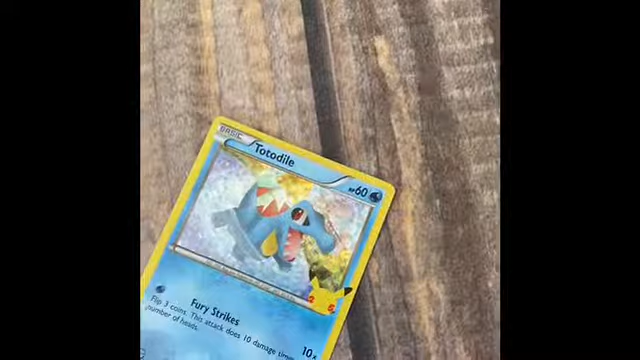 BASIC
Totodile
HP60
Fury Strikes
10×
Flip 3 coins. This attack does 10 damage times
number of heads.